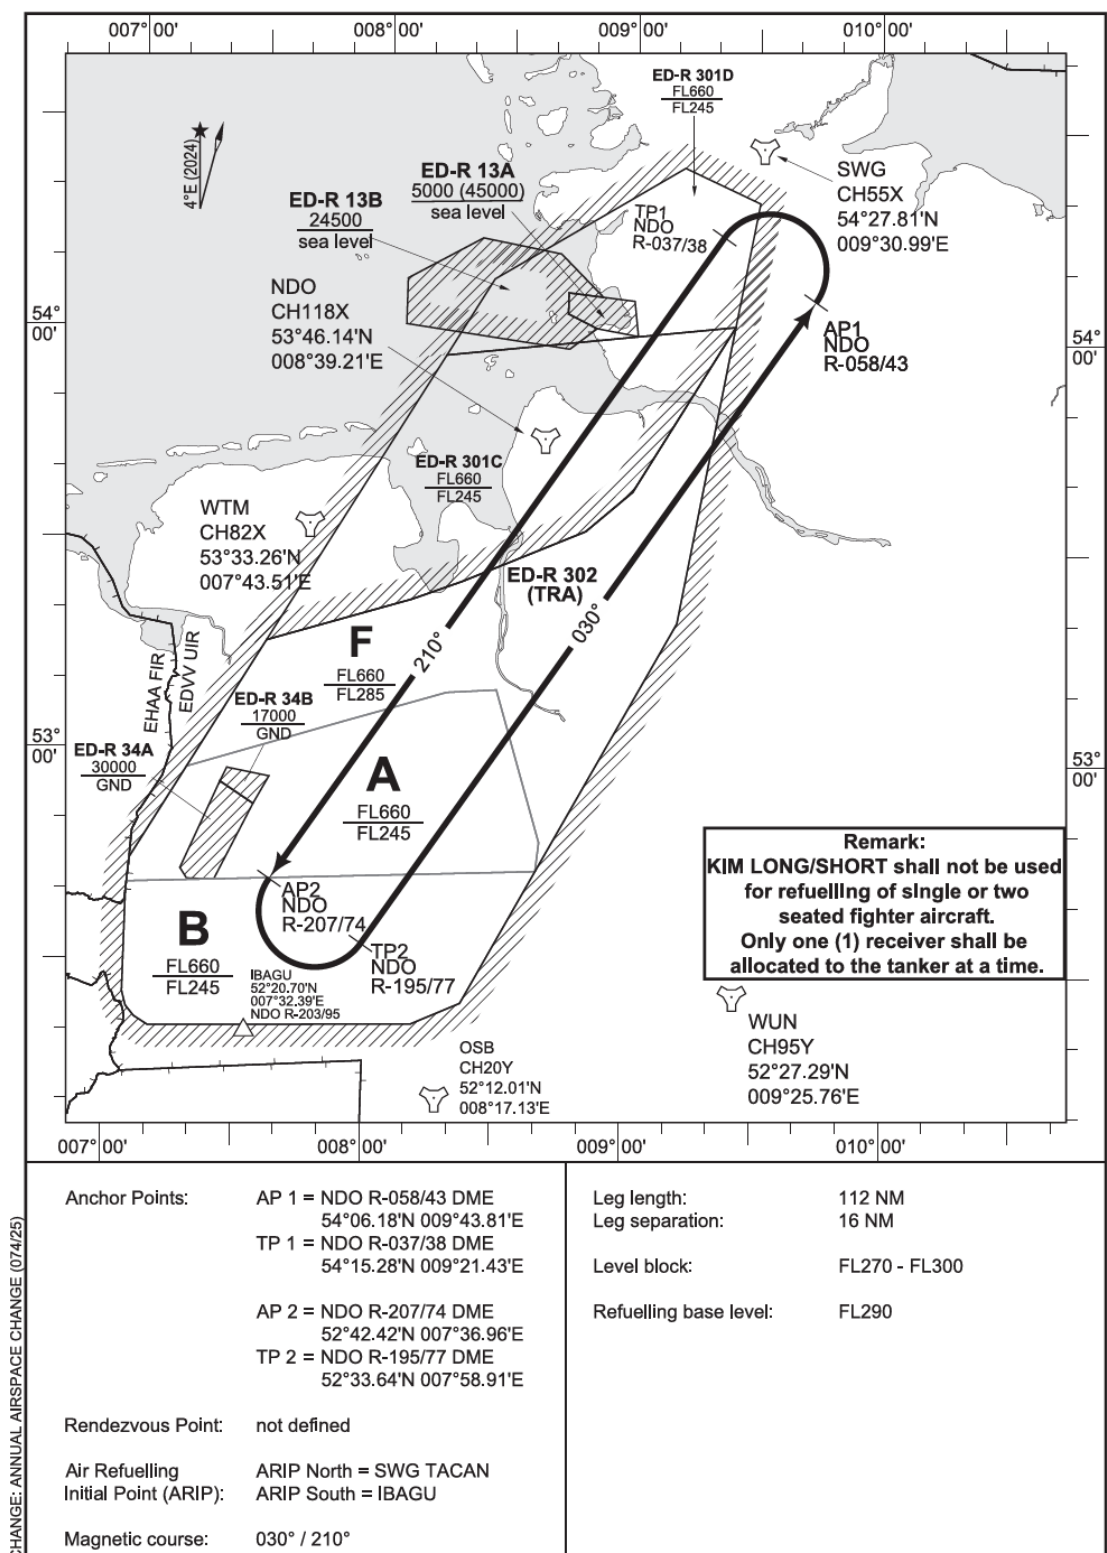 007° 00'
008° 00'
009° 00'
010° 00'
ED-R 301D
FL660
FL245
4°E (2024)
ED-R 13A
5000 (45000)
sea level
ED-R 13B
24500
sea level
SWG
CH55X
54°27.81'N
009°30.99'E
TP1
NDO
R-037/38
NDO
CH118X
53°46.14'N
008°39.21'E
54°
00'
54°
00'
AP1
NDO
R-058/43
ED-R 301C
FL660
FL245
WTM
CH82X
53°33.26'N
007°43.51'E
ED-R 302
(TRA)
030°
210°
F
FL660
FL285
EHAA FIR
EDVV UIR
ED-R 34B
17000
GND
53°
00'
ED-R 34A
30000
GND
A
FL660
FL245
53°
00'
Remark:
KIM LONG/SHORT shall not be used
for refuelling of single or two
seated fighter aircraft.
Only one (1) receiver shall be
allocated to the tanker at a time.
AP2
NDO
R-207/74
B
FL660
FL245
TP2
NDO
R-195/77
IBAGU
52°20.70'N
007°32.39'E
NDO R-203/95
WUN
CH95Y
52°27.29'N
009°25.76'E
OSB
CH20Y
52°12.01'N
008°17.13'E
007° 00'
008° 00'
009° 00'
010° 00'
Anchor Points: AP 1 = NDO R-058/43 DME
54°06.18'N 009°43.81'E
TP 1 = NDO R-037/38 DME
54°15.28'N 009°21.43'E
AP 2 = NDO R-207/74 DME
52°42.42'N 007°36.96'E
TP 2 = NDO R-195/77 DME
52°33.64'N 007°58.91'E
Rendezvous Point: not defined
Air Refuelling ARIP North = SWG TACAN
Initial Point (ARIP): ARIP South = IBAGU
Magnetic course: 030° / 210°
Leg length: 112 NM
Leg separation: 16 NM
Level block: FL270 - FL300
Refuelling base level: FL290
CHANGE: ANNUAL AIRSPACE CHANGE (074/25)